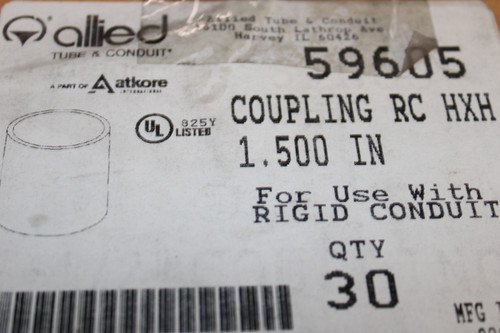 allied
TUBE & CONDUIT
Allied Tube & Conduit
16100 South Lathrop Ave
Harvey IL 60426
59605
A PART OF atkore
INTERNATIONAL
COUPLING RC HXH
UL 825Y
LISTED
1.500 IN
For Use With
RIGID CONDUIT
QTY
30
MFG